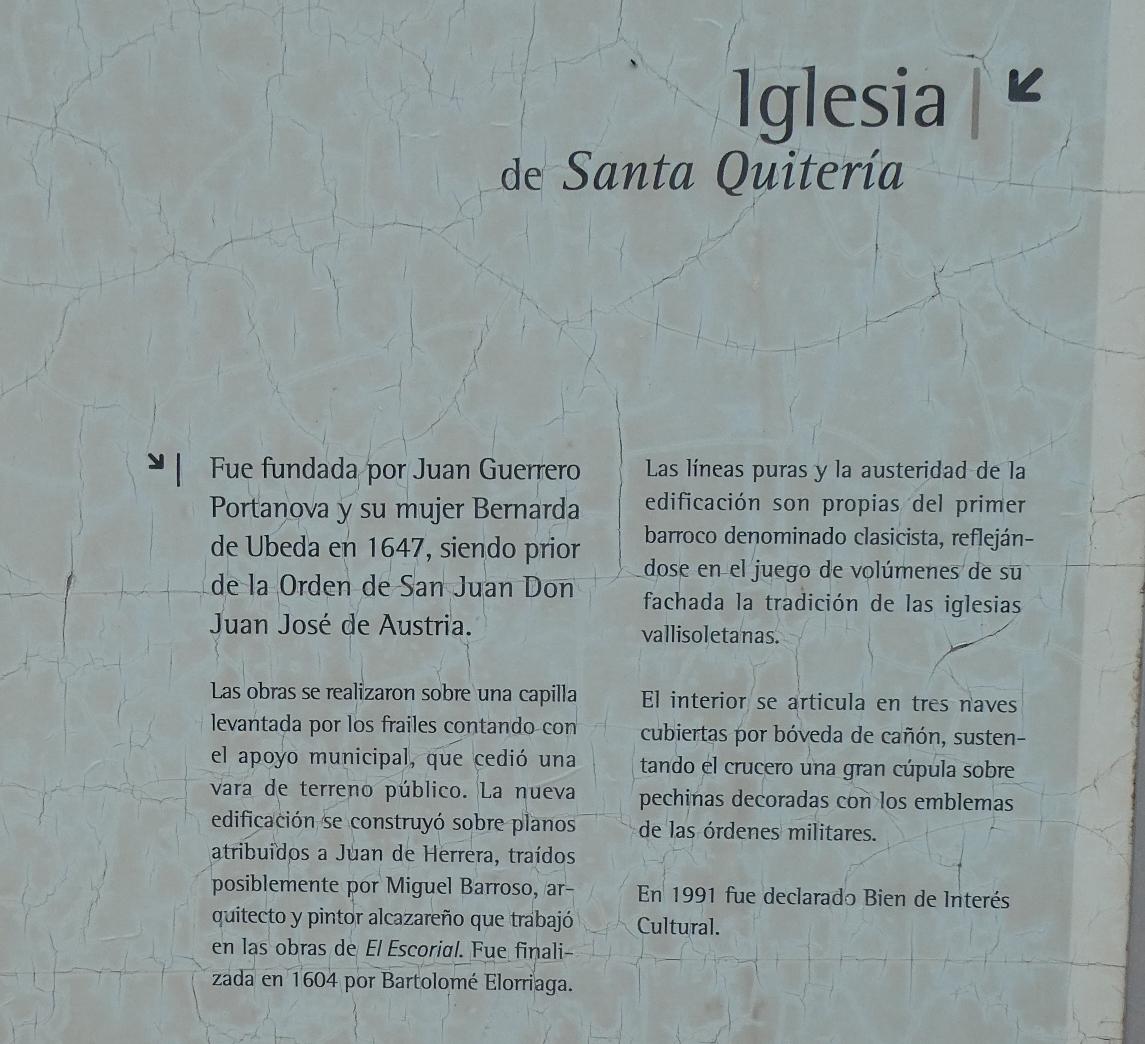 Iglesia
de Santa Quitería
Fue fundada por Juan Guerrero
Portanova y su mujer Bernarda
de Ubeda en 1647, siendo prior
de la Orden de San Juan Don
Juan José de Austria.
Las obras se realizaron sobre una capilla
levantada por los frailes contando con
el apoyo municipal, que cedió una
vara de terreno público. La nueva
edificación se construyó sobre planos
atribuidos a Juan de Herrera, traídos
posiblemente por Miguel Barroso, ar-
quitecto y pintor alcazareño que trabajó
en las obras de El Escorial. Fue finali-
zada en 1604 por Bartolomé Elorriaga.
Las líneas puras y la austeridad de la
edificación son propias del primer
barroco denominado clasicista, refleján-
dose en el juego de volúmenes de su
fachada la tradición de las iglesias
vallisoletanas.
El interior se articula en tres naves
cubiertas por bóveda de cañón, susten-
tando el crucero una gran cúpula sobre
pechinas decoradas con los emblemas
de las órdenes militares.
En 1991 fue declarado Bien de Interés
Cultural.